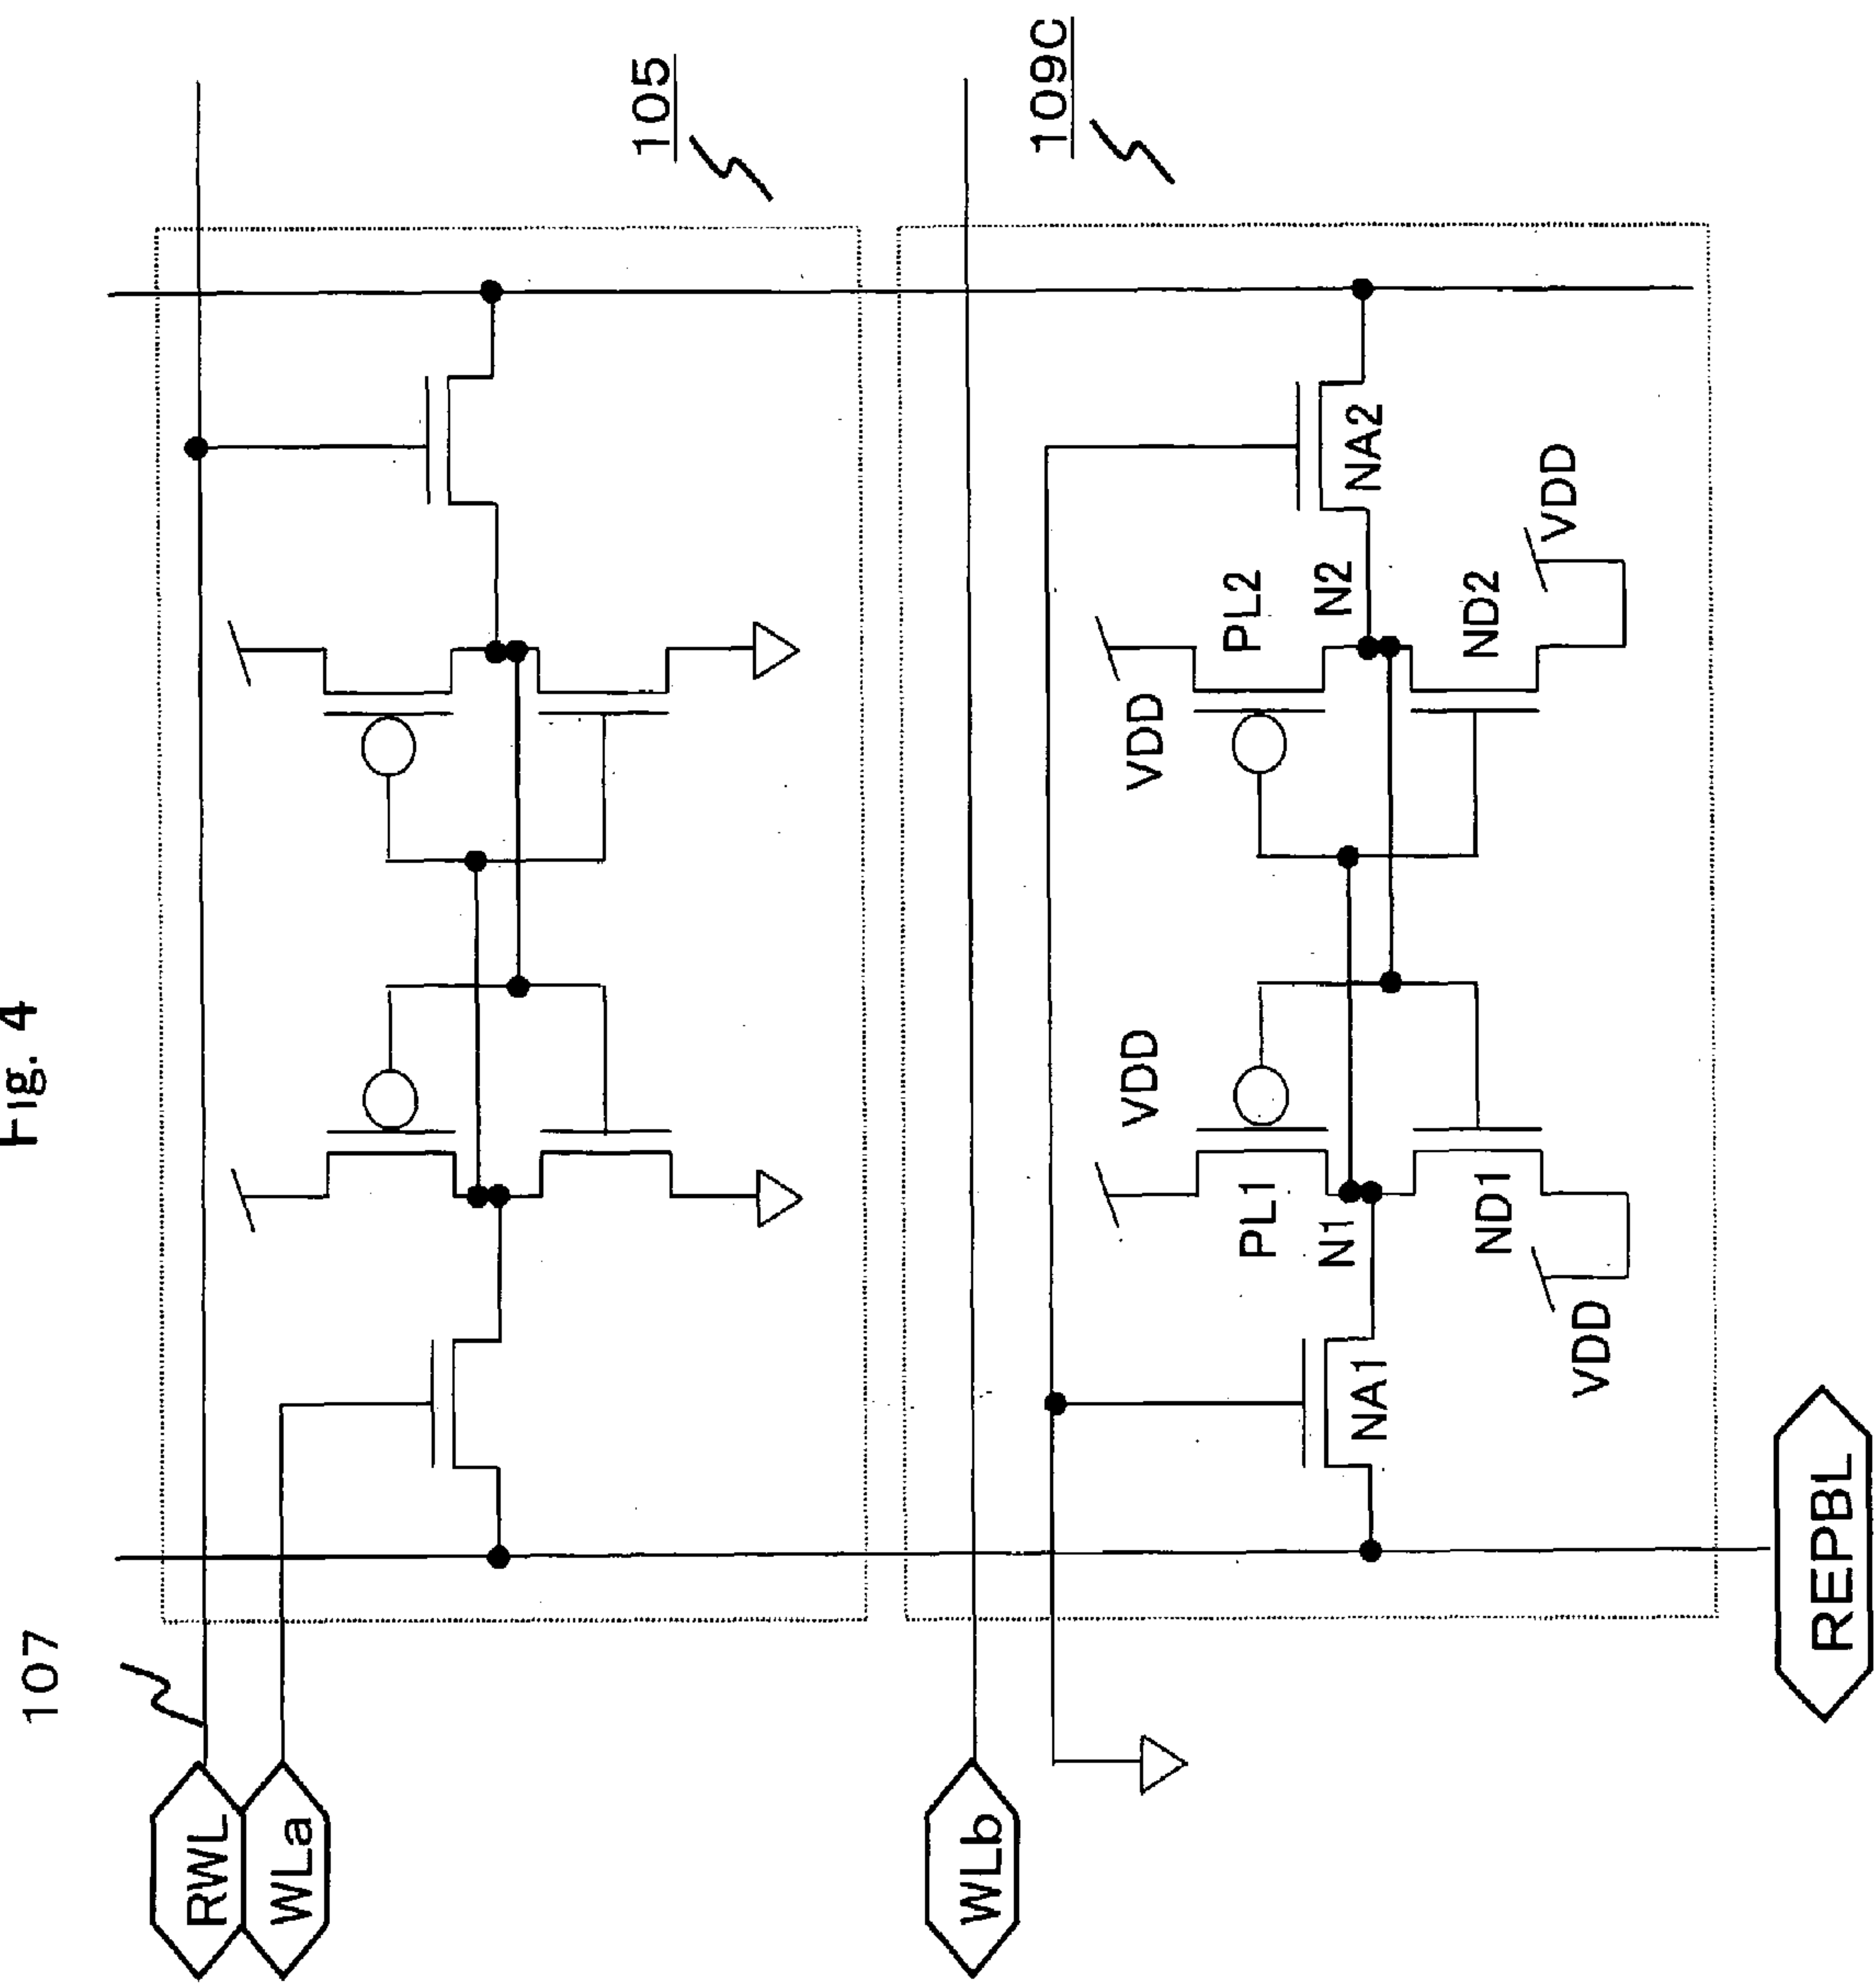 Fig. 4
107
RWL
WLa
105
WLb
109C
VDD
VDD
PL1
PL2
N1
N2
NA1
NA2
ND1
ND2
VDD
VDD
REPBL